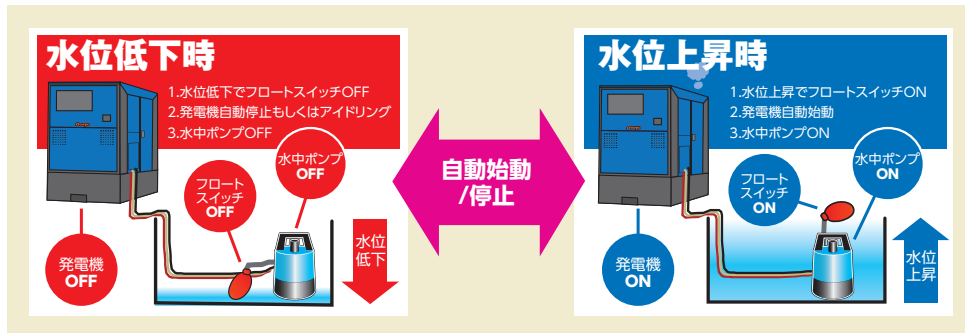 水位低下時
1.水位低下でフロートスイッチOFF
2.発電機自動停止もしくはアイドリング
3.水中ポンプOFF
水中ポンプ
OFF
フロート
スイッチ
OFF
発電機
OFF
水位
低下
自動始動
/停止
水位上昇時
1.水位上昇でフロートスイッチON
2.発電機自動始動
3.水中ポンプON
水中ポンプ
ON
フロート
スイッチ
ON
発電機
ON
水位
上昇